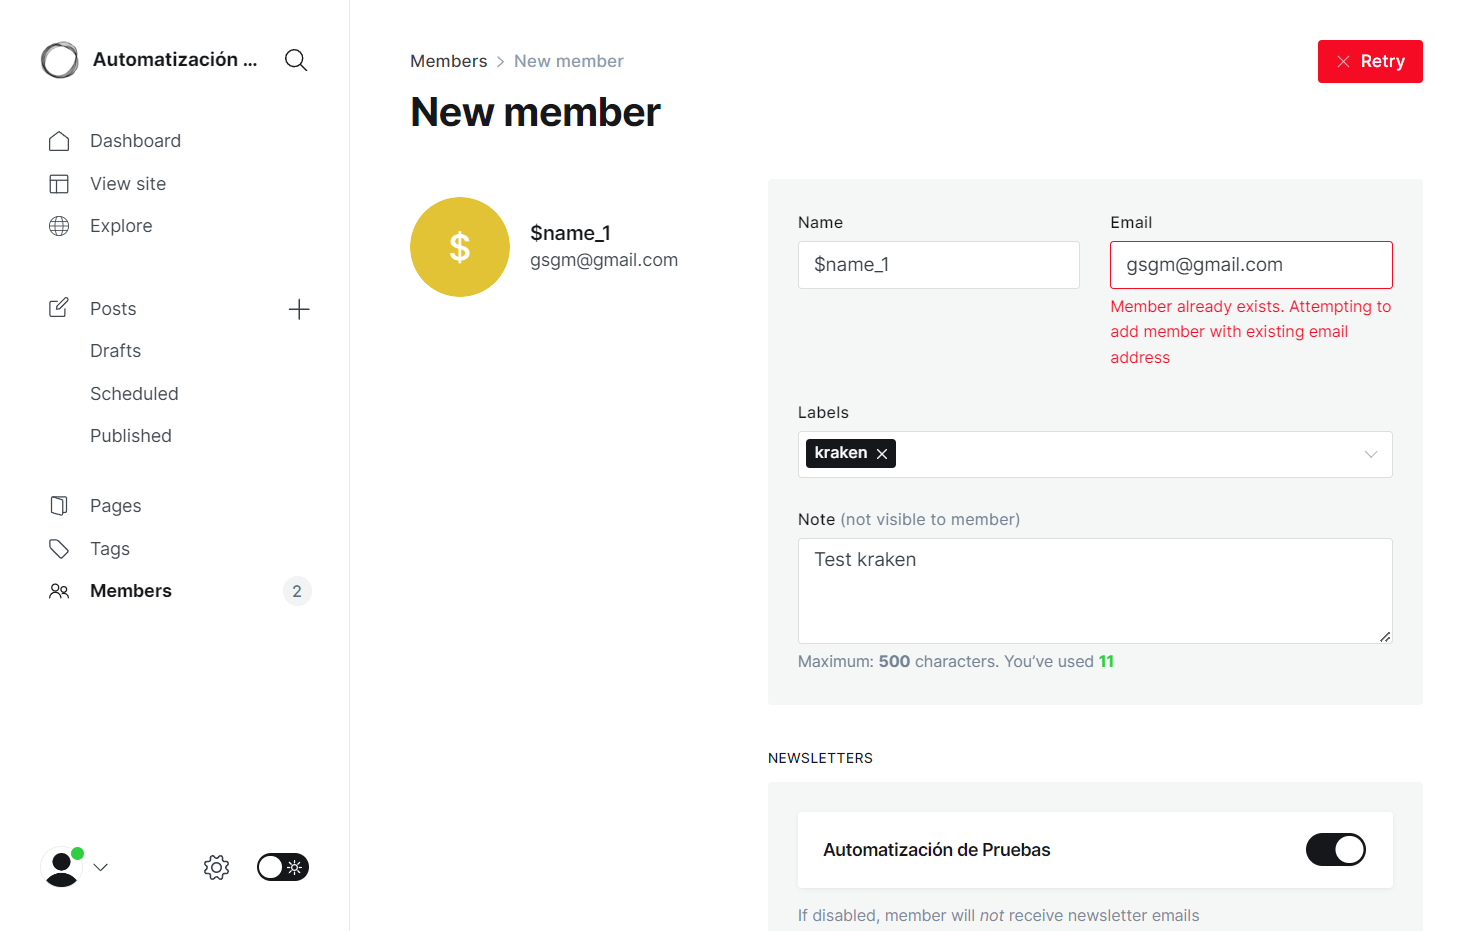 Automatización ...
Dashboard
View site
Explore
Posts
Drafts
Scheduled
Published
Pages
Tags
Members 2
Members > New member
Retry
New member
$
$name_1
gsgm@gmail.com
Name
$name_1
Email
gsgm@gmail.com
Member already exists. Attempting to
add member with existing email
address
Labels
kraken
Note (not visible to member)
Test kraken
Maximum: 500 characters. You’ve used 11
NEWSLETTERS
Automatización de Pruebas
If disabled, member will not receive newsletter emails